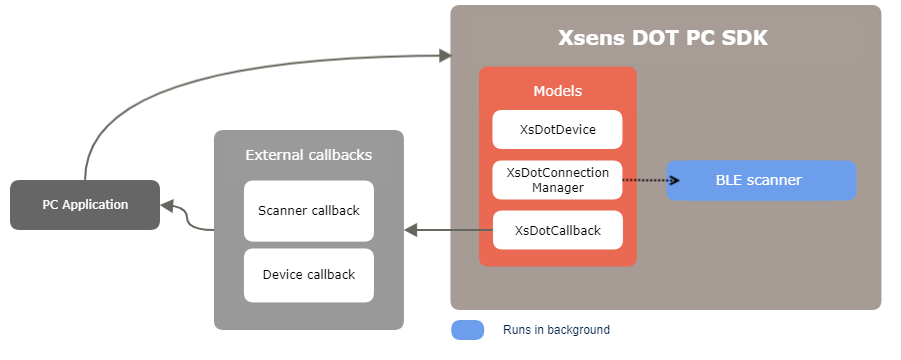 Xsens DOT PC SDK
Models
XsDotDevice
XsDotConnection
Manager
XsDotCallback
BLE scanner
External callbacks
Scanner callback
Device callback
PC Application
Runs in background